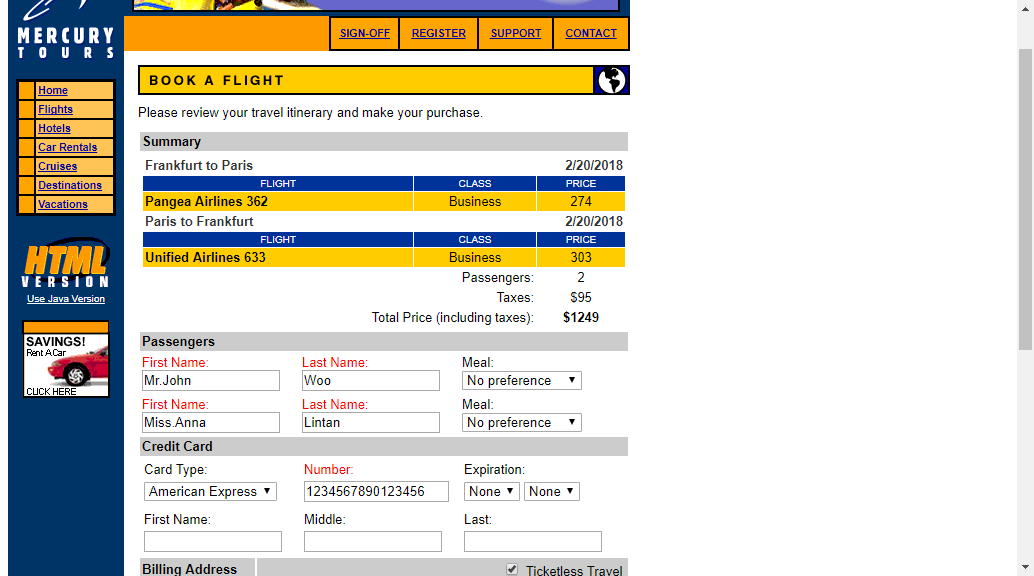 MERCURY
TOURS
SIGN-OFF REGISTER SUPPORT CONTACT
Home
Flights
Hotels
Car Rentals
Cruises
Destinations
Vacations
HTML
VERSION
Use Java Version
SAVINGS!
Rent A Car
CLICK HERE
BOOK A FLIGHT
Please review your travel itinerary and make your purchase.
Summary
Frankfurt to Paris 2/20/2018
FLIGHT CLASS PRICE
Pangea Airlines 362 Business 274
Paris to Frankfurt 2/20/2018
FLIGHT CLASS PRICE
Unified Airlines 633 Business 303
Passengers: 2
Taxes: $95
Total Price (including taxes): $1249
Passengers
First Name: Last Name: Meal:
Mr.John Woo No preference
First Name: Last Name: Meal:
Miss.Anna Lintan No preference
Credit Card
Card Type: Number: Expiration:
American Express 1234567890123456 None None
First Name: Middle: Last:
Billing Address Ticketless Travel